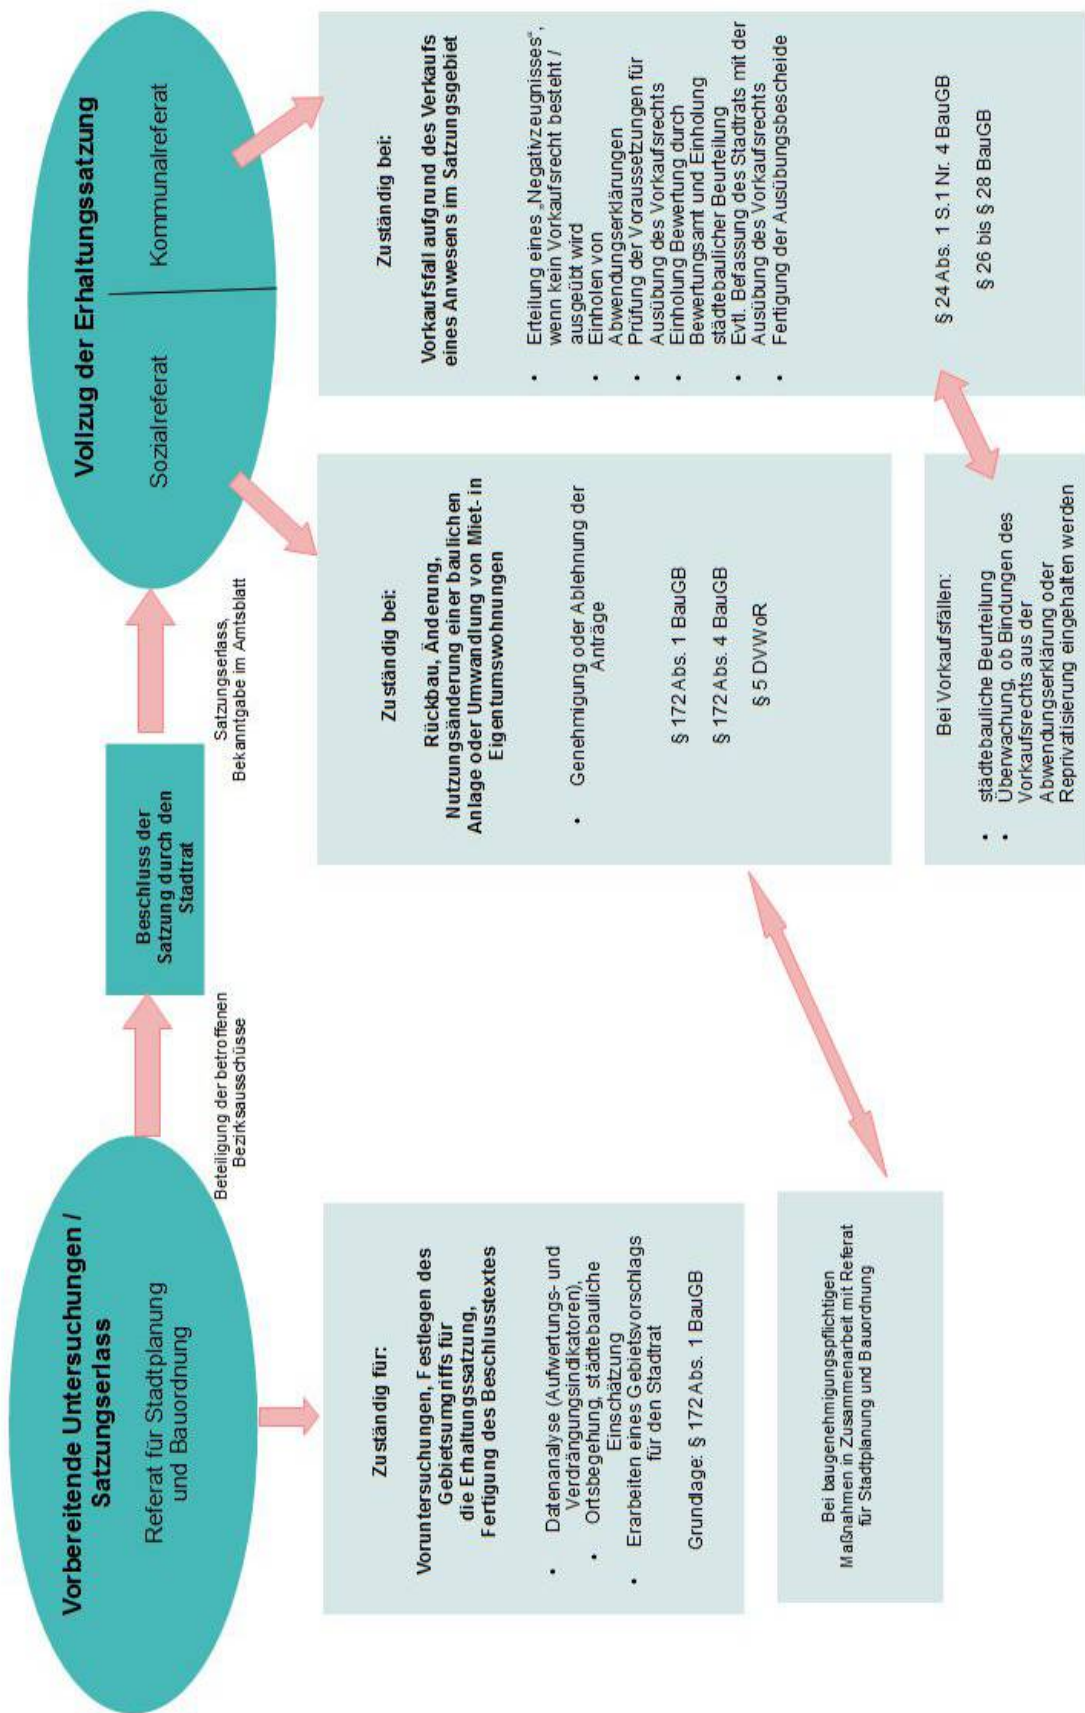 Vorbereitende Untersuchungen /
Satzungserlass
Referat für Stadtplanung
und Bauordnung
Beteiligung der betroffenen
Bezirksausschüsse
Beschluss der
Satzung durch den
Stadtrat
Satzungserlass,
Bekanntgabe im Amtsblatt
Vollzug der Erhaltungssatzung
Sozialreferat
Kommunalreferat
Zuständig für:
Voruntersuchungen, Festlegen des
Gebietsumgriffs für
die Erhaltungssatzung,
Fertigung des Beschlusstextes
• Datenanalyse (Aufwertungs- und
Verdrängungsindikatoren),
• Ortsbegehung, städtebauliche
Einschätzung
• Erarbeiten eines Gebietsvorschlags
für den Stadtrat
Grundlage: § 172 Abs. 1 BauGB
Bei baugenehmigungspflichtigen
Maßnahmen in Zusammenarbeit mit Referat
für Stadtplanung und Bauordnung
Zuständig bei:
Rückbau, Änderung,
Nutzungsänderung einer baulichen
Anlage oder Umwandlung von Miet- in
Eigentumswohnungen
• Genehmigung oder Ablehnung der
Anträge
§ 172 Abs. 1 BauGB
§ 172 Abs. 4 BauGB
§ 5 DVWoR
Bei Vorkaufsfällen:
• städtebauliche Beurteilung
• Überwachung, ob Bindungen des
Vorkaufsrechts aus der
Abwendungserklärung oder
Reprivatisierung eingehalten werden
Zuständig bei:
Vorkaufsfall aufgrund des Verkaufs
eines Anwesens im Satzungsgebiet
• Erteilung eines „Negativzeugnisses“,
wenn kein Vorkaufsrecht besteht /
ausgeübt wird
• Einholen von
Abwendungserklärungen
• Prüfung der Voraussetzungen für
Ausübung des Vorkaufsrechts
• Einholung Bewertung durch
Bewertungsamt und Einholung
städtebaulicher Beurteilung
• Evtl. Befassung des Stadtrats mit der
Ausübung des Vorkaufsrechts
• Fertigung der Ausübungsbescheide
§ 24 Abs. 1 S.1 Nr. 4 BauGB
§ 26 bis § 28 BauGB